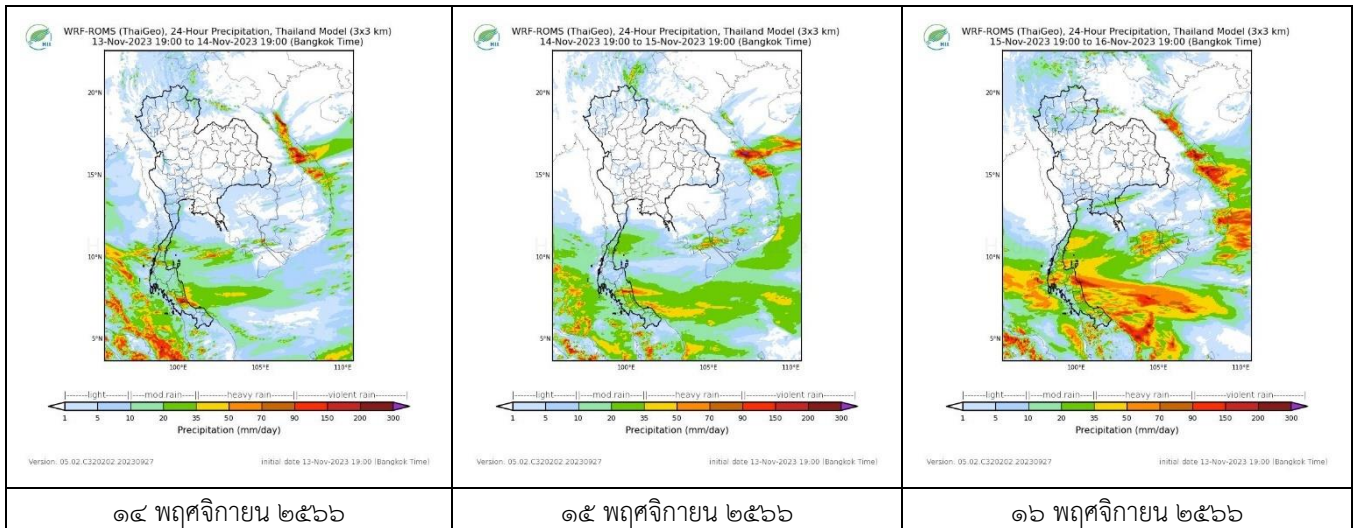 WRF-ROMS (ThaiGeo), 24-Hour Precipitation, Thailand Model (3x3 km)
13-Nov-2023 19:00 to 14-Nov-2023 19:00 (Bangkok Time)
HII
20°N
15°N
10°N
5°N
100°E 105°E 110°E
light mod rain heavy rain violent rain
1 5 10 20 35 50 70 90 150 200 300
Precipitation (mm/day)
Version: 05.02.C320202.20230927 initial date 13-Nov-2023 19:00 (Bangkok Time)
๑๔ พฤศจิกายน ๒๕๖๖
WRF-ROMS (ThaiGeo), 24-Hour Precipitation, Thailand Model (3x3 km)
14-Nov-2023 19:00 to 15-Nov-2023 19:00 (Bangkok Time)
HII
20°N
15°N
10°N
5°N
100°E 105°E 110°E
light mod rain heavy rain violent rain
1 5 10 20 35 50 70 90 150 200 300
Precipitation (mm/day)
Version: 05.02.C320202.20230927 initial date 13-Nov-2023 19:00 (Bangkok Time)
๑๕ พฤศจิกายน ๒๕๖๖
WRF-ROMS (ThaiGeo), 24-Hour Precipitation, Thailand Model (3x3 km)
15-Nov-2023 19:00 to 16-Nov-2023 19:00 (Bangkok Time)
HII
20°N
15°N
10°N
5°N
100°E 105°E 110°E
light mod rain heavy rain violent rain
1 5 10 20 35 50 70 90 150 200 300
Precipitation (mm/day)
Version: 05.02.C320202.20230927 initial date 13-Nov-2023 19:00 (Bangkok Time)
๑๖ พฤศจิกายน ๒๕๖๖